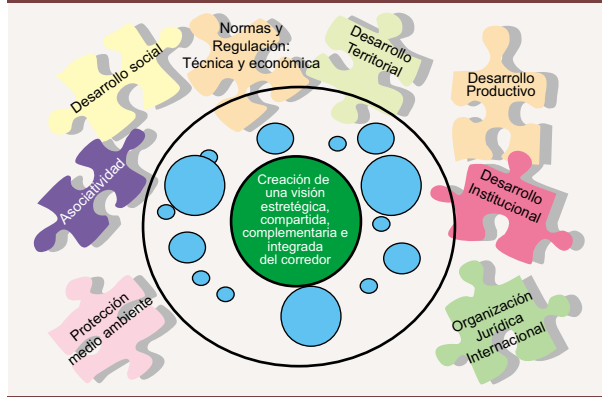 Desarrollo social
Normas y
Regulación:
Técnica y económica
Desarrollo
Territorial
Desarrollo
Productivo
Asociatividad
Creación de
una visión
estretégica,
compartida,
complementaria e
integrada
del corredor
Desarrollo
Institucional
Protección
medio ambiente
Organización
Jurídica
Internacional